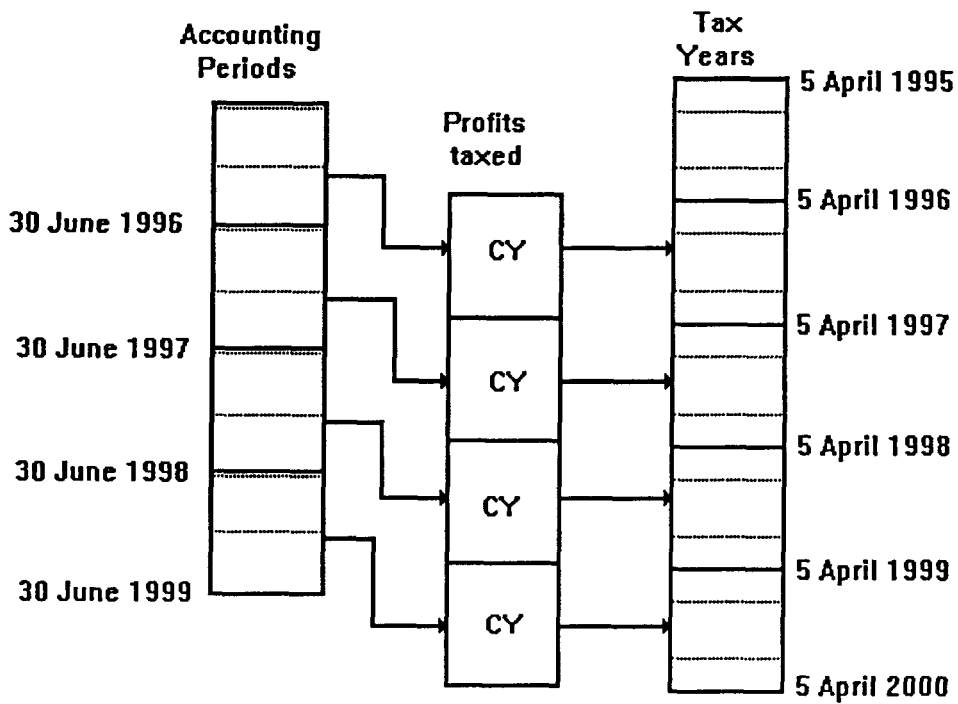 Accounting
Periods
30 June 1996
30 June 1997
30 June 1998
30 June 1999
Profits
taxed
CY
CY
CY
CY
Tax
Years
5 April 1995
5 April 1996
5 April 1997
5 April 1998
5 April 1999
5 April 2000